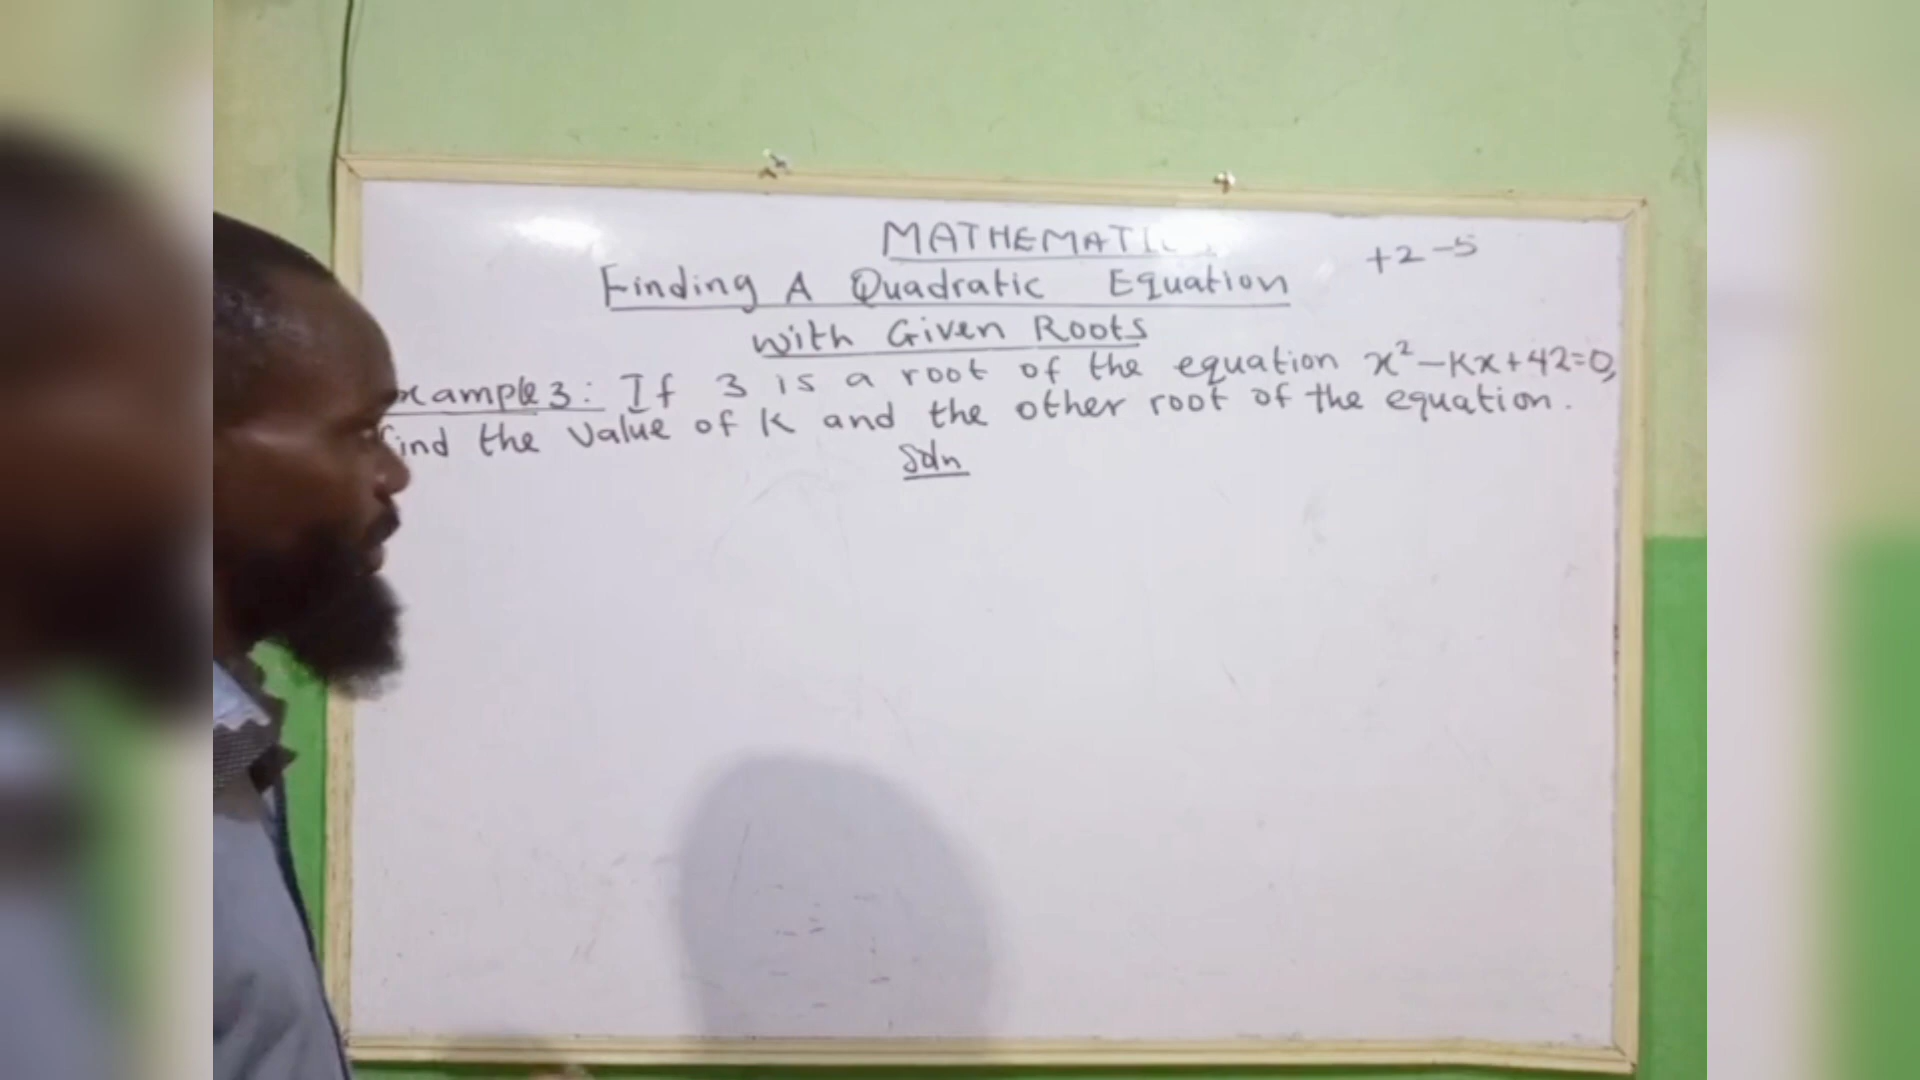 MATHEMATI
+2 -5
Finding A Quadratic Equation
with Given Roots
xample 3: If 3 is a root of the equation x² - Kx + 42 = 0,
find the Value of K and the other root of the equation.
Soln